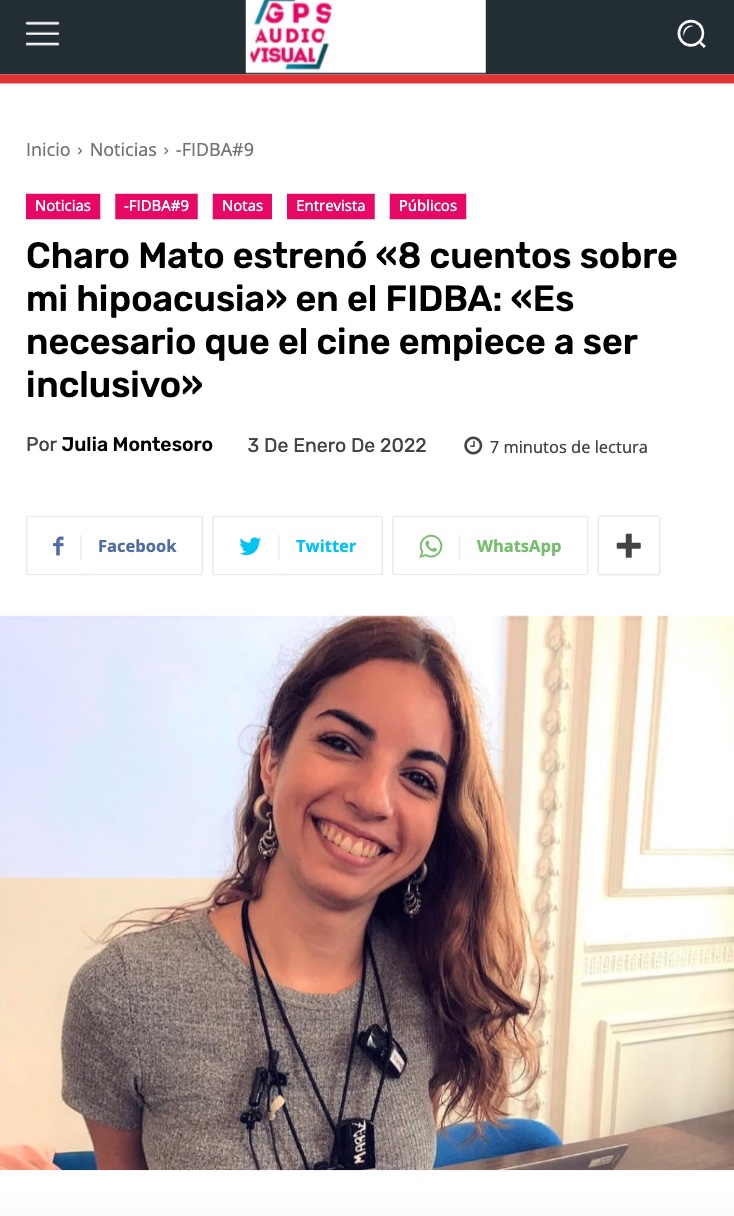 GPS
AUDIO
VISUAL
Inicio › Noticias › -FIDBA#9
Noticias -FIDBA#9 Notas Entrevista Públicos
Charo Mato estrenó «8 cuentos sobre
mi hipoacusia» en el FIDBA: «Es
necesario que el cine empiece a ser
inclusivo»
Por Julia Montesoro 3 De Enero De 2022 7 minutos de lectura
Facebook Twitter WhatsApp +